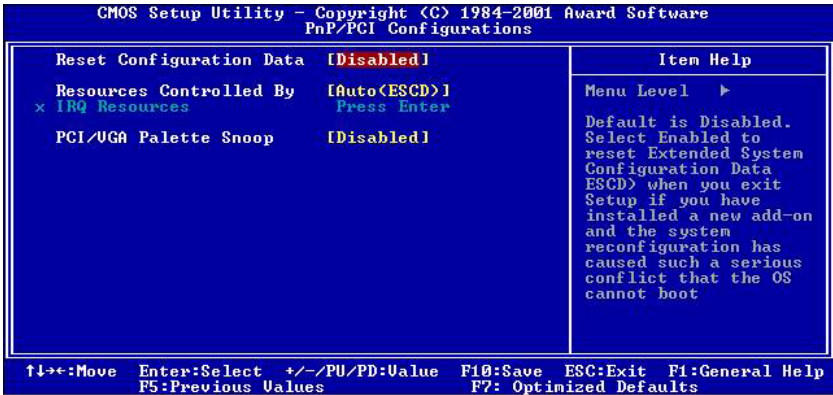 CMOS Setup Utility - Copyright (C) 1984-2001 Award Software
PnP/PCI Configurations
Reset Configuration Data [Disabled]
Resources Controlled By [Auto(ESCD)]
x IRQ Resources Press Enter
PCI/VGA Palette Snoop [Disabled]
Item Help
Menu Level ▶
Default is Disabled.
Select Enabled to
reset Extended System
Configuration Data
ESCD) when you exit
Setup if you have
installed a new add-on
and the system
reconfiguration has
caused such a serious
conflict that the OS
cannot boot
↑↓→←:Move Enter:Select +/-/PU/PD:Value F10:Save ESC:Exit F1:General Help
F5:Previous Values F7: Optimized Defaults